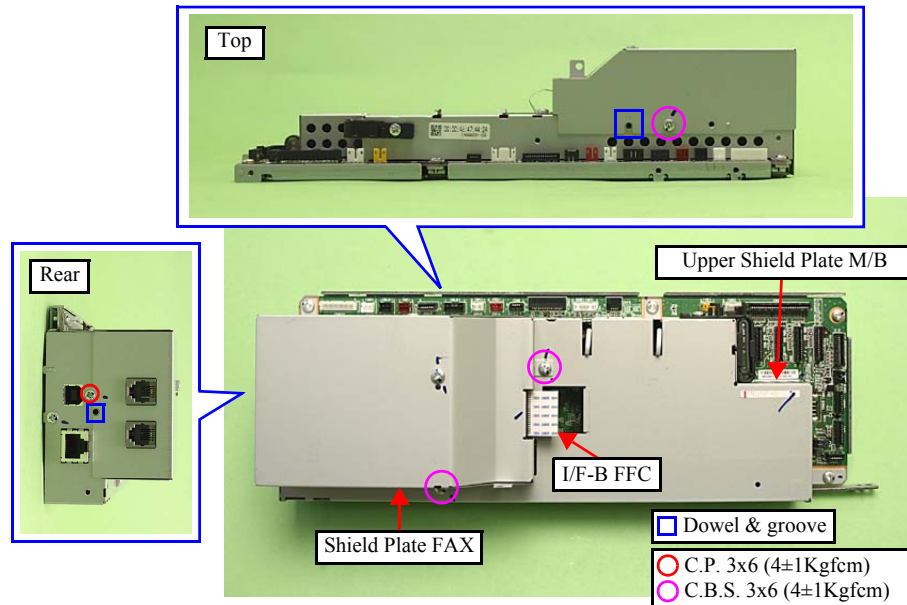 Top
Rear
Upper Shield Plate M/B
I/F-B FFC
Shield Plate FAX
Dowel & groove
C.P. 3x6 (4±1Kgfcm)
C.B.S. 3x6 (4±1Kgfcm)